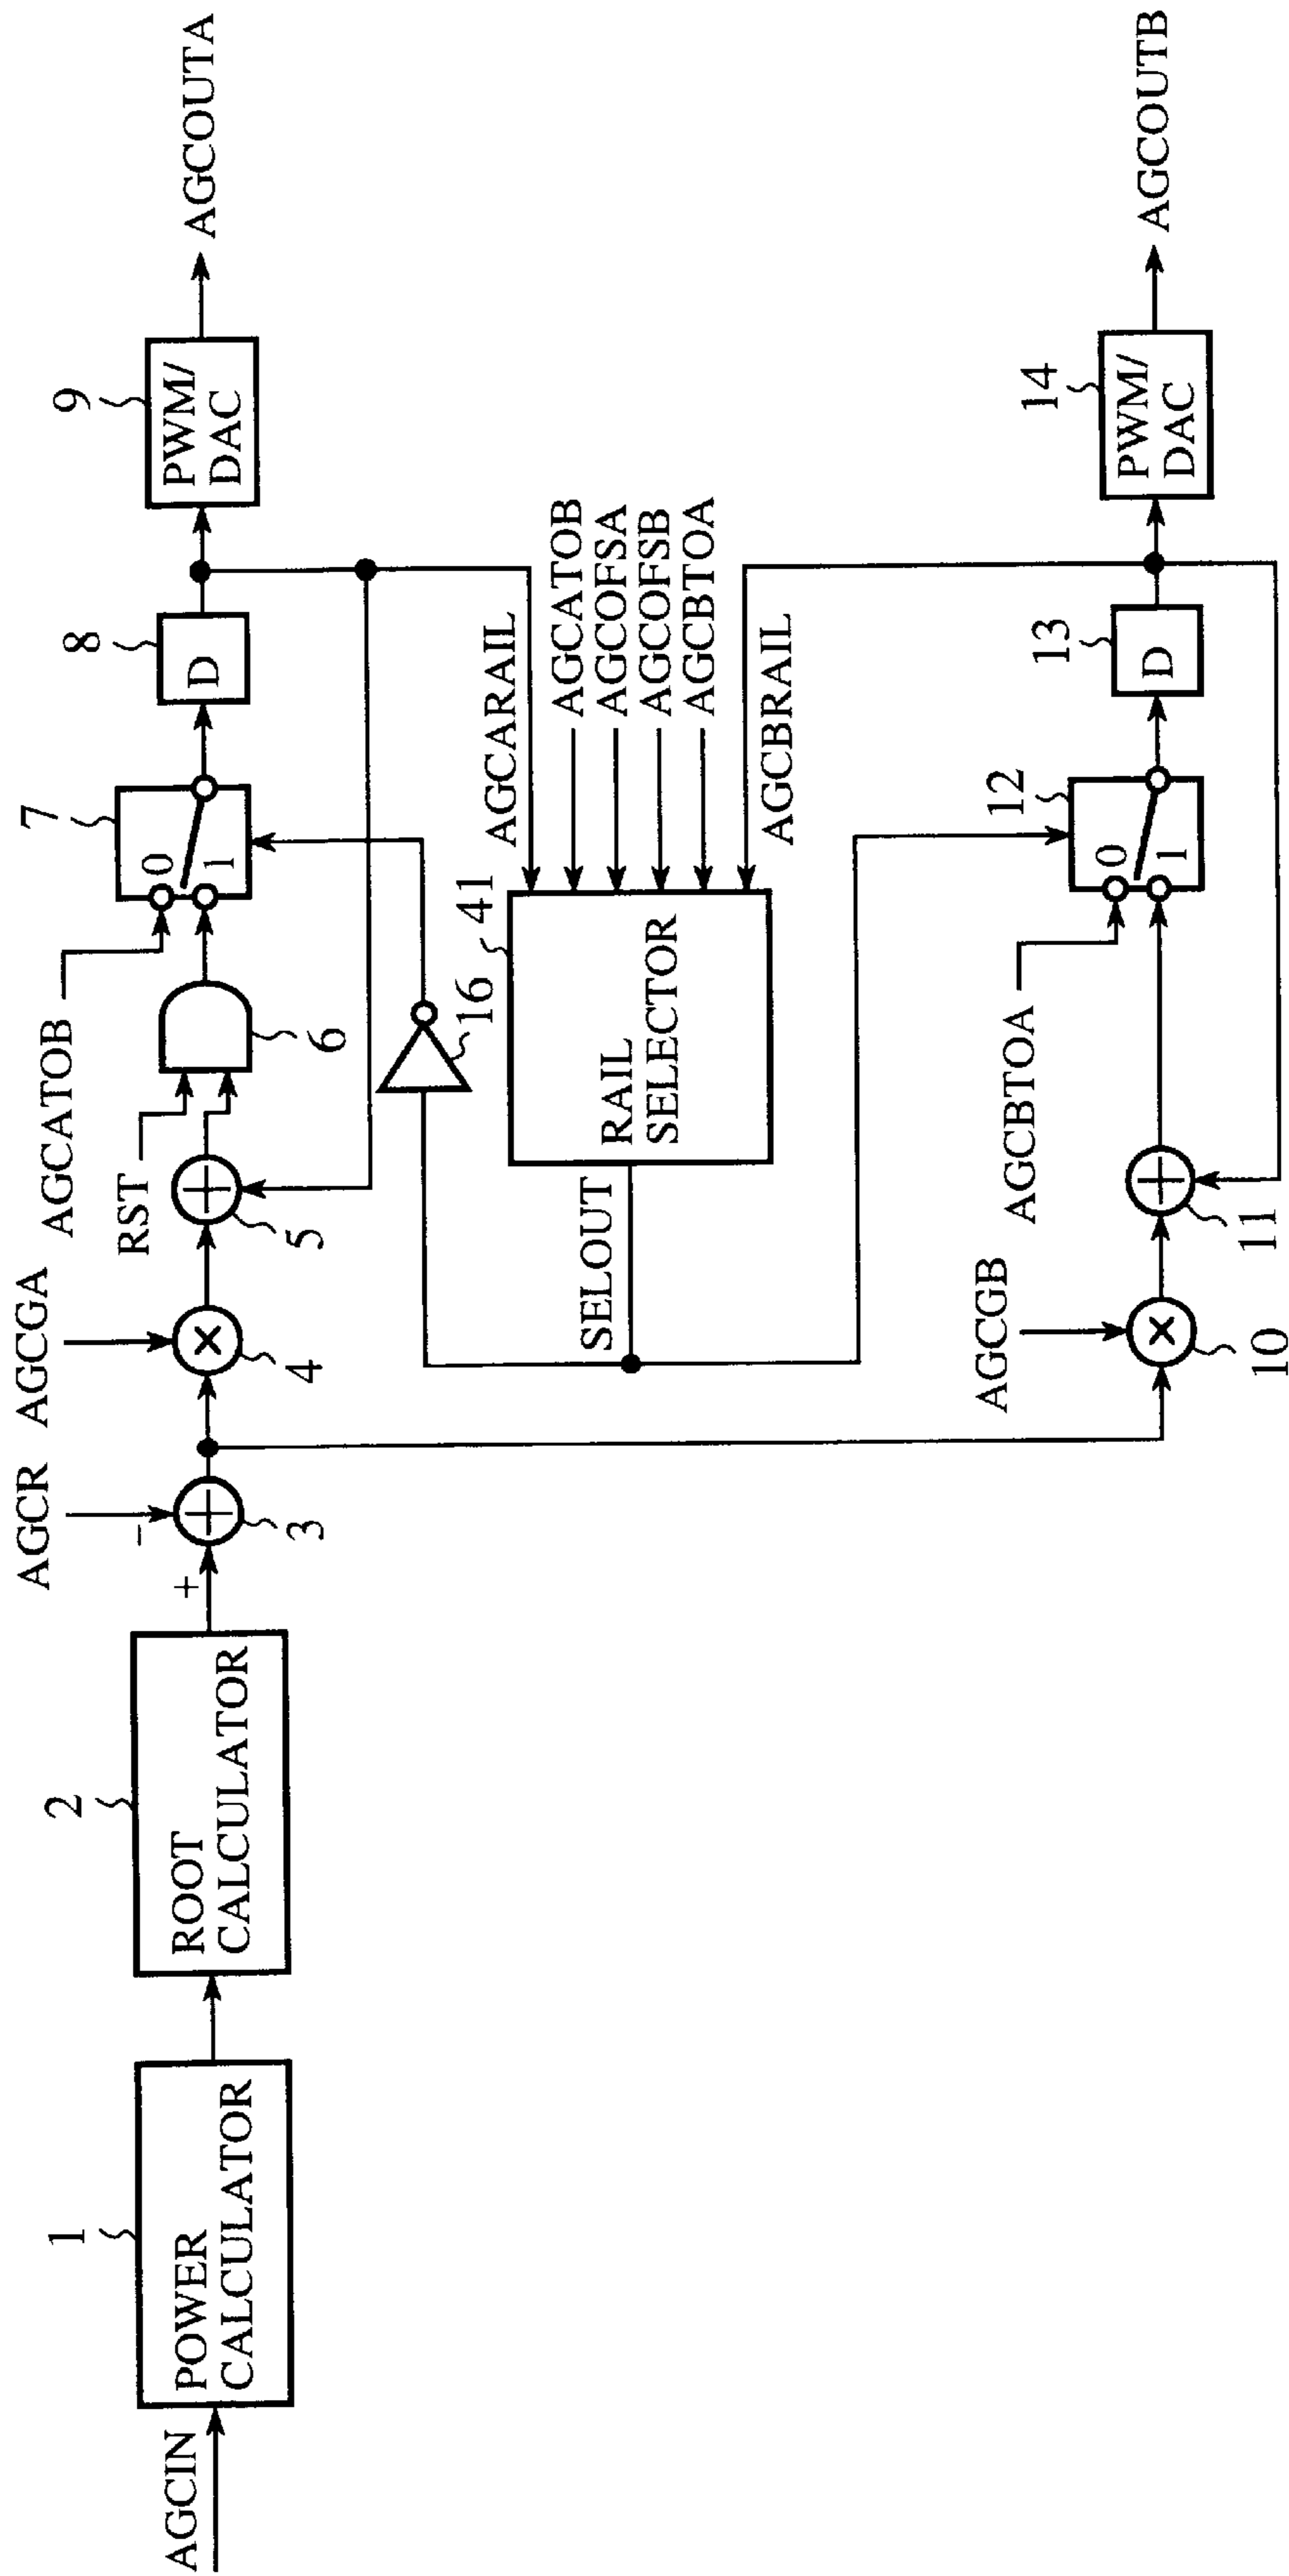 AGCIN
1
POWER
CALCULATOR
2
ROOT
CALCULATOR
+
−
AGCR
3
AGCGA
×
4
+
5
RST
6
AGCATOB
7
0
1
8
D
9
PWM/
DAC
AGCOUTA
16
SELOUT
41
RAIL
SELECTOR
AGCARAIL
AGCATOB
AGCOFSA
AGCOFSB
AGCBTOA
AGCBRAIL
AGCGB
×
10
+
11
AGCBTOA
12
0
1
13
D
14
PWM/
DAC
AGCOUTB